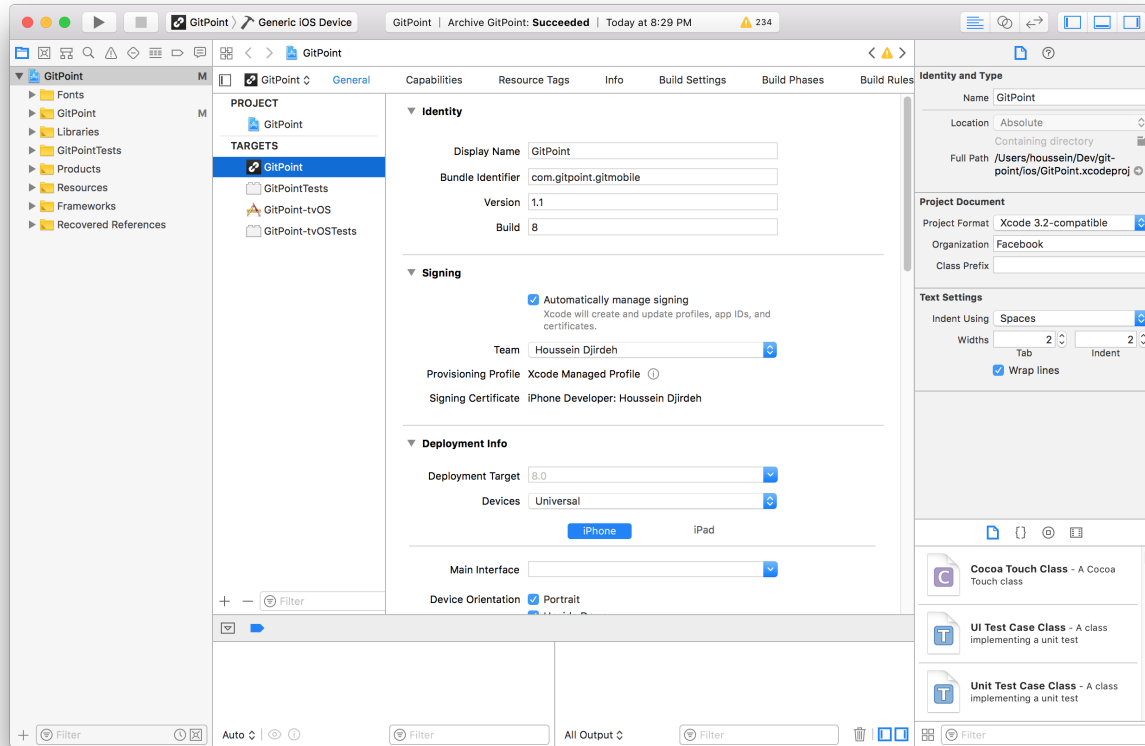 GitPoint
Generic iOS Device
GitPoint | Archive GitPoint: Succeeded | Today at 8:29 PM
234
GitPoint
GitPoint M
Fonts
GitPoint M
Libraries
GitPointTests
Products
Resources
Frameworks
Recovered References
Filter
GitPoint
General
Capabilities
Resource Tags
Info
Build Settings
Build Phases
Build Rules
PROJECT
GitPoint
TARGETS
GitPoint
GitPointTests
GitPoint-tvOS
GitPoint-tvOSTests
Filter
Identity
Display Name GitPoint
Bundle Identifier com.gitpoint.gitmobile
Version 1.1
Build 8
Signing
Automatically manage signing
Xcode will create and update profiles, app IDs, and
certificates.
Team Houssein Djirdeh
Provisioning Profile Xcode Managed Profile
Signing Certificate iPhone Developer: Houssein Djirdeh
Deployment Info
Deployment Target 8.0
Devices Universal
iPhone iPad
Main Interface
Device Orientation Portrait
Auto
Filter
All Output
Filter
Identity and Type
Name GitPoint
Location Absolute
Containing directory
Full Path /Users/houssein/Dev/git-
point/ios/GitPoint.xcodeproj
Project Document
Project Format Xcode 3.2-compatible
Organization Facebook
Class Prefix
Text Settings
Indent Using Spaces
Widths 2 2
Tab Indent
Wrap lines
{}
C
Cocoa Touch Class - A Cocoa
Touch class
T
UI Test Case Class - A class
implementing a unit test
T
Unit Test Case Class - A class
implementing a unit test
Filter